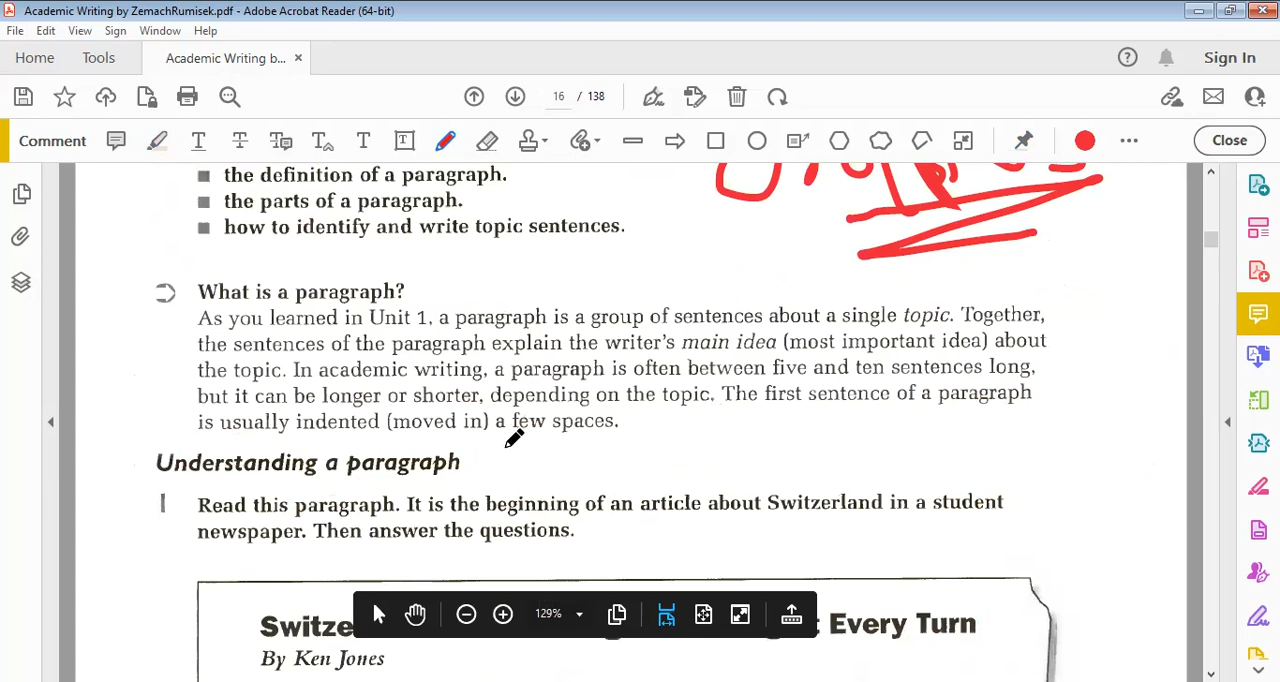 Academic Writing by ZemachRumisek.pdf - Adobe Acrobat Reader (64-bit)
File Edit View Sign Window Help
Home Tools Academic Writing b... × Sign In
16 / 138
Comment Close
the definition of a paragraph.
the parts of a paragraph.
how to identify and write topic sentences.
What is a paragraph?
As you learned in Unit 1, a paragraph is a group of sentences about a single topic. Together,
the sentences of the paragraph explain the writer's main idea (most important idea) about
the topic. In academic writing, a paragraph is often between five and ten sentences long,
but it can be longer or shorter, depending on the topic. The first sentence of a paragraph
is usually indented (moved in) a few spaces.
Understanding a paragraph
1 Read this paragraph. It is the beginning of an article about Switzerland in a student
newspaper. Then answer the questions.
129%
Switze Every Turn
By Ken Jones